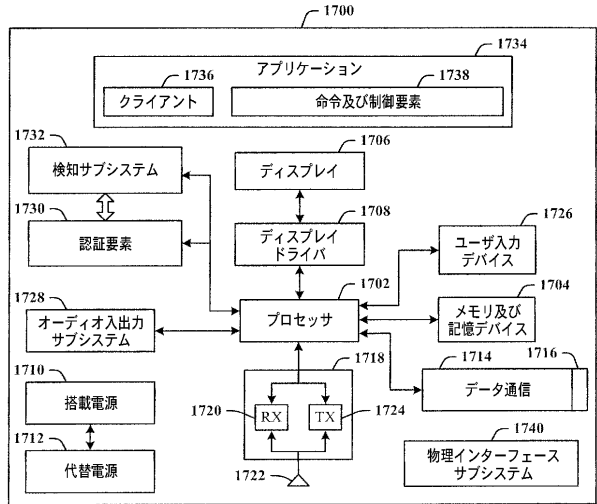 1700
1734
アプリケーション
1736
クライアント
1738
命令及び制御要素
1732
検知サブシステム
1706
ディスプレイ
1730
認証要素
1708
ディスプレイ
ドライバ
1726
ユーザ入力
デバイス
1728
オーディオ入出力
サブシステム
1702
プロセッサ
1704
メモリ及び
記憶デバイス
1710
搭載電源
1718
1720
RX
TX
1724
1722
1714
1716
データ通信
1712
代替電源
1740
物理インターフェース
サブシステム